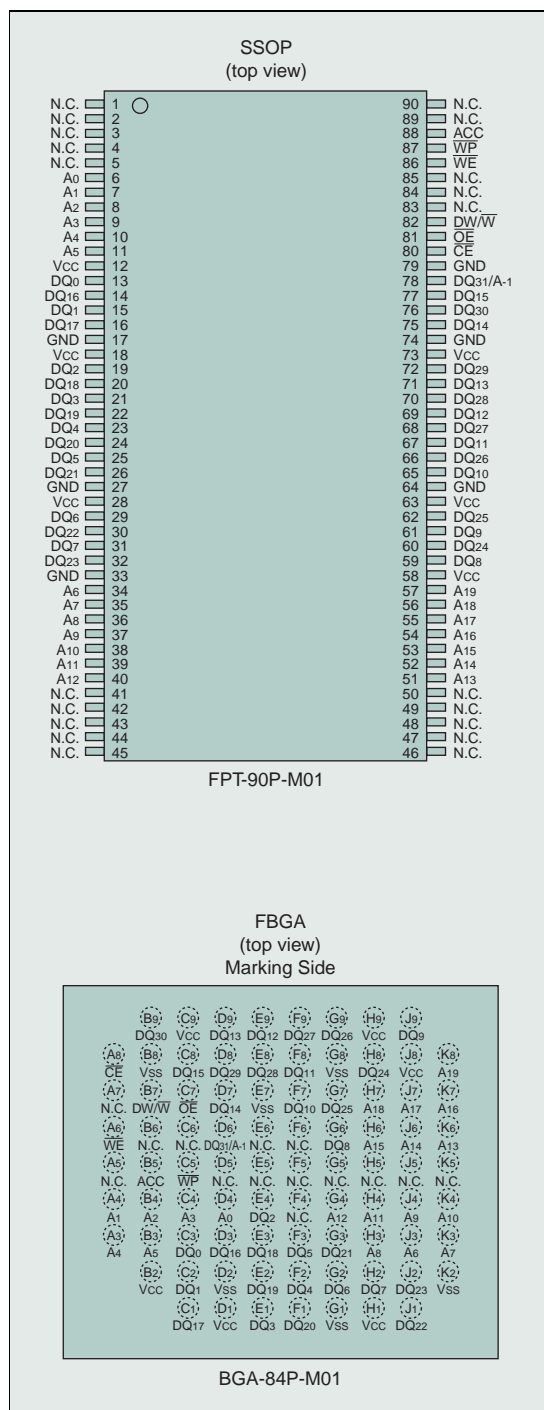 SSOP
(top view)
N.C. 1 90 N.C.
N.C. 2 89 N.C.
N.C. 3 88 ACC
N.C. 4 87 WP
N.C. 5 86 WE
A0 6 85 N.C.
A1 7 84 N.C.
A2 8 83 N.C.
A3 9 82 DW/W
A4 10 81 OE
A5 11 80 CE
VCC 12 79 GND
DQ0 13 78 DQ31/A-1
DQ16 14 77 DQ15
DQ1 15 76 DQ30
DQ17 16 75 DQ14
GND 17 74 GND
VCC 18 73 VCC
DQ2 19 72 DQ29
DQ18 20 71 DQ13
DQ3 21 70 DQ28
DQ19 22 69 DQ12
DQ4 23 68 DQ27
DQ20 24 67 DQ11
DQ5 25 66 DQ26
DQ21 26 65 DQ10
GND 27 64 GND
VCC 28 63 VCC
DQ6 29 62 DQ25
DQ22 30 61 DQ9
DQ7 31 60 DQ24
DQ23 32 59 DQ8
GND 33 58 VCC
A6 34 57 A19
A7 35 56 A18
A8 36 55 A17
A9 37 54 A16
A10 38 53 A15
A11 39 52 A14
A12 40 51 A13
N.C. 41 50 N.C.
N.C. 42 49 N.C.
N.C. 43 48 N.C.
N.C. 44 47 N.C.
N.C. 45 46 N.C.
FPT-90P-M01
FBGA
(top view)
Marking Side
B9 C9 D9 E9 F9 G9 H9 J9
DQ30 VCC DQ13 DQ12 DQ27 DQ26 VCC DQ9
A8 B8 C8 D8 E8 F8 G8 H8 J8 K8
CE VSS DQ15 DQ29 DQ28 DQ11 VSS DQ24 VCC A19
A7 B7 C7 D7 E7 F7 G7 H7 J7 K7
N.C. DW/W OE DQ14 VSS DQ10 DQ25 A18 A17 A16
A6 B6 C6 D6 E6 F6 G6 H6 J6 K6
WE N.C. N.C. DQ31/A-1 N.C. N.C. DQ8 A15 A14 A13
A5 B5 C5 D5 E5 F5 G5 H5 J5 K5
N.C. ACC WP N.C. N.C. N.C. N.C. N.C. N.C. N.C.
A4 B4 C4 D4 E4 F4 G4 H4 J4 K4
A1 A2 A3 A0 DQ2 N.C. A12 A11 A9 A10
A3 B3 C3 D3 E3 F3 G3 H3 J3 K3
A4 A5 DQ0 DQ16 DQ18 DQ5 DQ21 A8 A6 A7
B2 C2 D2 E2 F2 G2 H2 J2 K2
VCC DQ1 VSS DQ19 DQ4 DQ6 DQ7 DQ23 VSS
C1 D1 E1 F1 G1 H1 J1
DQ17 VCC DQ3 DQ20 VSS VCC DQ22
BGA-84P-M01